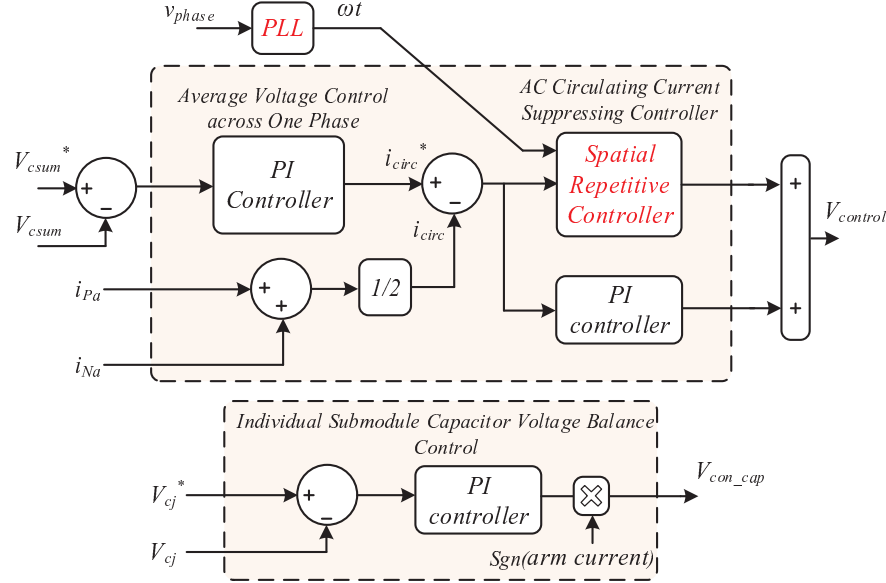 v_phase
PLL
ωt
Average Voltage Control
across One Phase
AC Circulating Current
Suppressing Controller
V_csum*
+
−
V_csum
PI
Controller
i_circ*
+
−
i_circ
Spatial
Repetitive
Controller
+
V_control
i_Pa
+
+
1/2
PI
controller
+
i_Na
Individual Submodule Capacitor Voltage Balance
Control
V_cj*
+
−
PI
controller
V_con_cap
V_cj
Sgn(arm current)